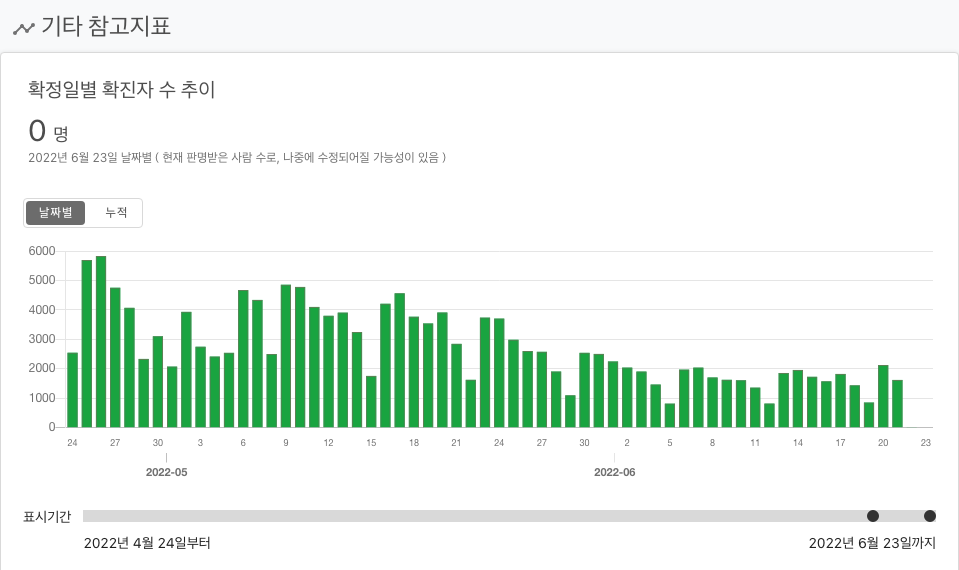 기타 참고지표
확정일별 확진자 수 추이
0 명
2022년 6월 23일 날짜별 ( 현재 판명받은 사람 수로, 나중에 수정되어질 가능성이 있음 )
날짜별 누적
6000
5000
4000
3000
2000
1000
0
24 27 30 3 6 9 12 15 18 21 24 27 30 2 5 8 11 14 17 20 23
2022-05 2022-06
표시기간
2022년 4월 24일부터 2022년 6월 23일까지